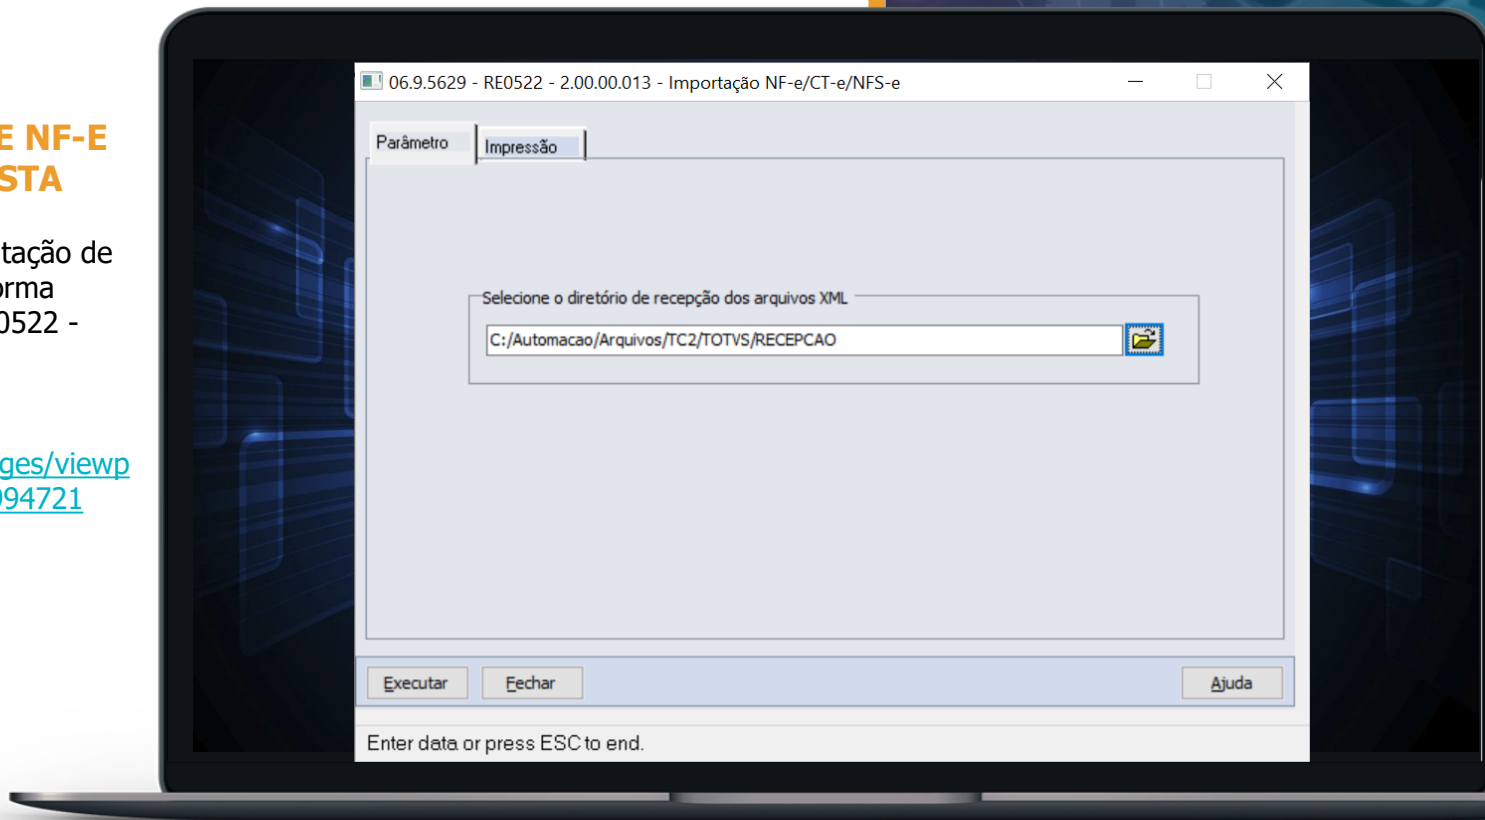 E NF-E
STA
tação de
orma
0522 -
ges/viewp
994721
06.9.5629 - RE0522 - 2.00.00.013 - Importação NF-e/CT-e/NFS-e
Parâmetro
Impressão
Selecione o diretório de recepção dos arquivos XML
C:/Automacao/Arquivos/TC2/TOTVS/RECEPCAO
Executar
Fechar
Ajuda
Enter data or press ESC to end.